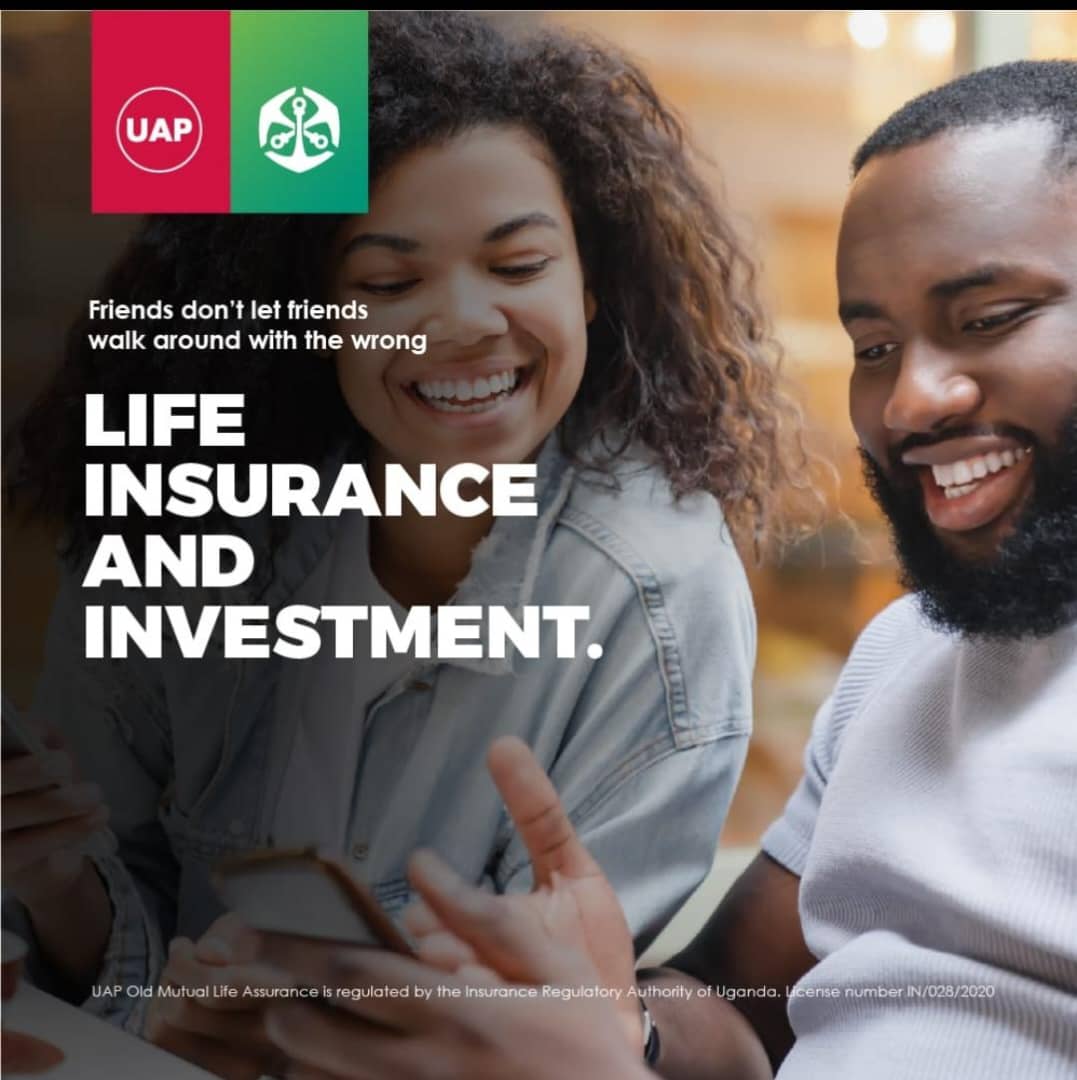 UAP
Friends don’t let friends
walk around with the wrong
LIFE
INSURANCE
AND
INVESTMENT.
UAP Old Mutual Life Assurance is regulated by the Insurance Regulatory Authority of Uganda. License number IN/028/2020